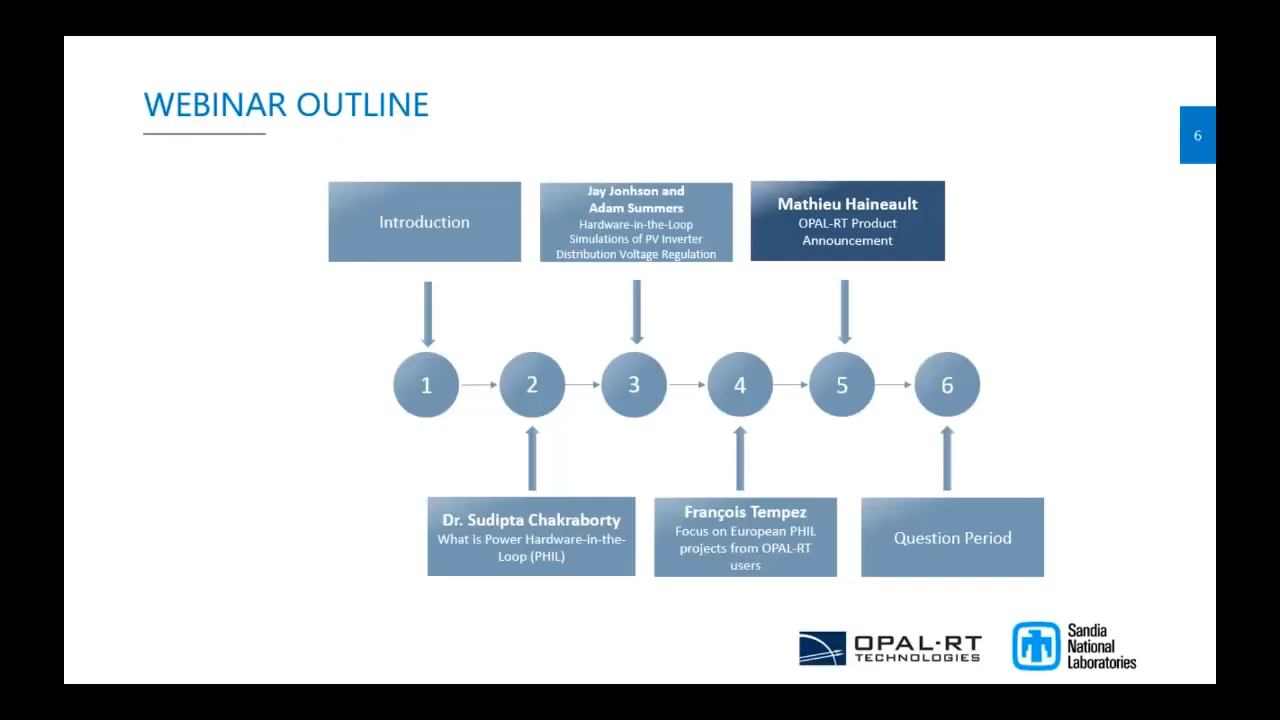 WEBINAR OUTLINE
6
Introduction
Jay Jonhson and
Adam Summers
Hardware-in-the-Loop
Simulations of PV Inverter
Distribution Voltage Regulation
Mathieu Haineault
OPAL-RT Product
Announcement
1
2
3
4
5
6
Dr. Sudipta Chakraborty
What is Power Hardware-in-the-
Loop (PHIL)
François Tempez
Focus on European PHIL
projects from OPAL-RT
users
Question Period
OPAL-RT
TECHNOLOGIES
Sandia
National
Laboratories